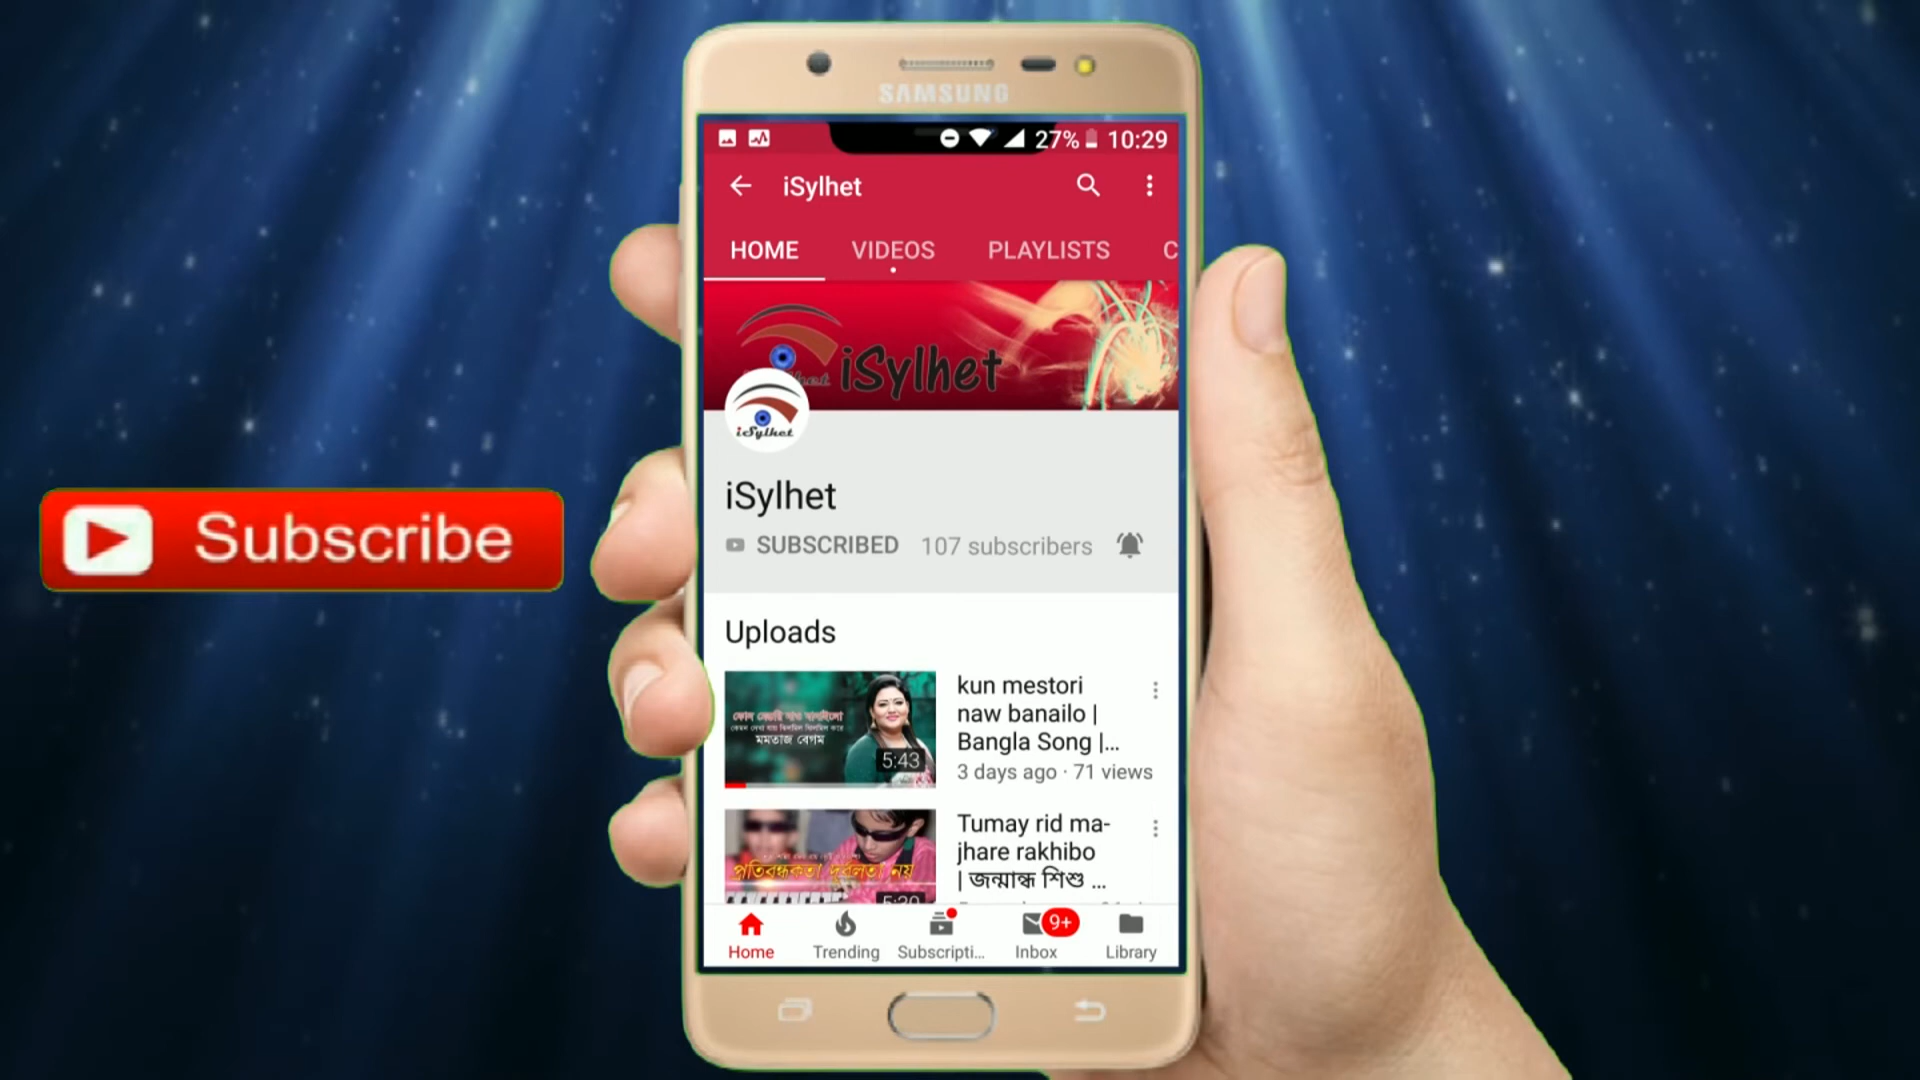 SAMSUNG
27% 10:29
iSylhet
HOME VIDEOS PLAYLISTS C
iSylhet
iSylhet
iSylhet
SUBSCRIBED 107 subscribers
Subscribe
Uploads
মমতাজ বেগম
5:43
kun mestori
naw banailo |
Bangla Song |...
3 days ago · 71 views
প্রতিবন্ধকতা দুর্বলতা নয়
5:20
Tumay rid ma-
jhare rakhibo
| জন্মান্ধ শিশু ...
9+
Home Trending Subscripti... Inbox Library